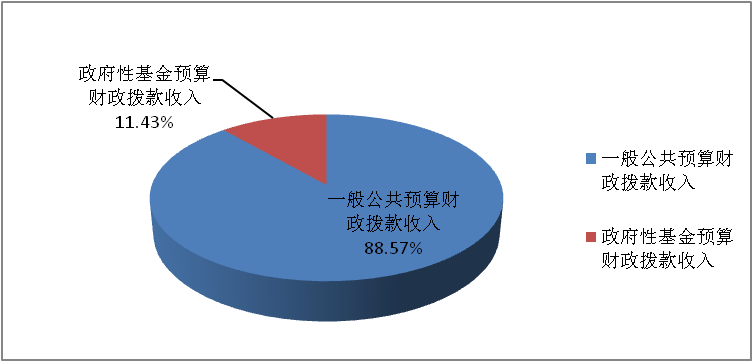 政府性基金预算
财政拨款收入
11.43%
一般公共预算财
政拨款收入
88.57%
一般公共预算财
政拨款收入
政府性基金预算
财政拨款收入